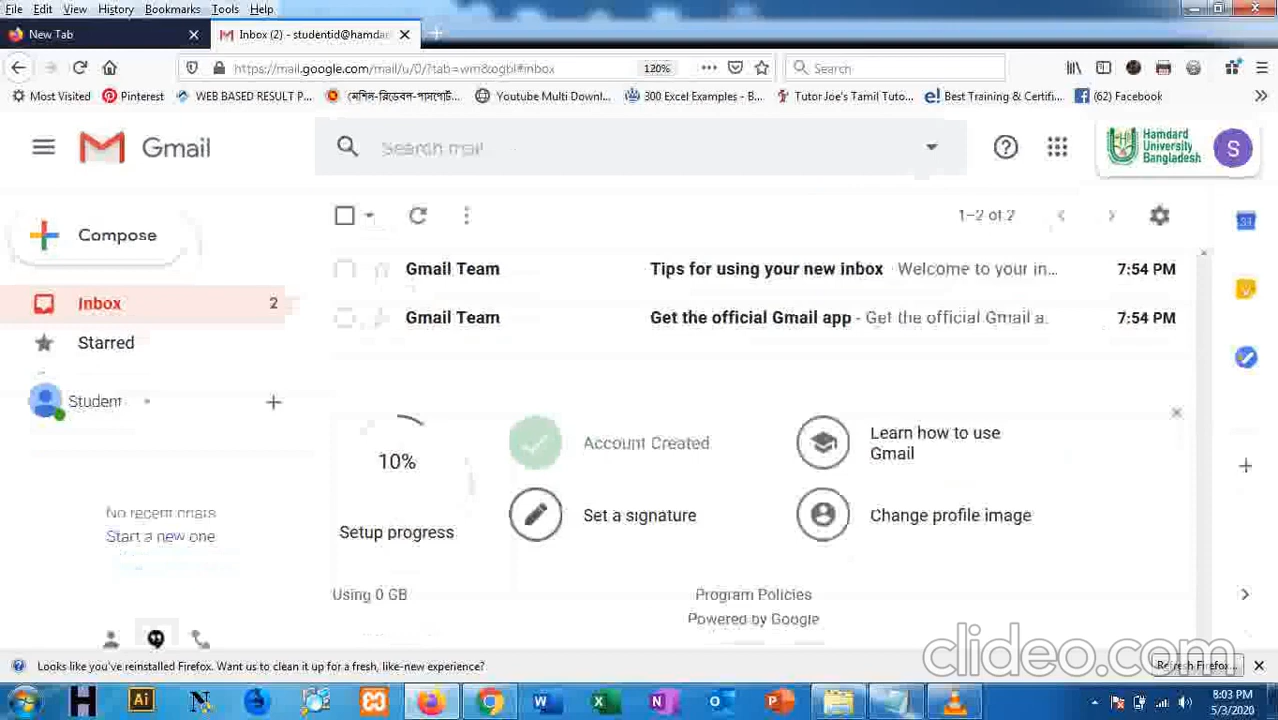 File Edit View History Bookmarks Tools Help
New Tab
Inbox (2) - studentid@hamdar
https://mail.google.com/mail/u/0/?tab=wm&ogbl#inbox
120%
Search
Most Visited
Pinterest
WEB BASED RESULT P...
মেশিন-রিডেবল-পাসপোর্ট...
Youtube Multi Downl...
300 Excel Examples - B...
Tutor Joe's Tamil Tuto...
Best Training & Certifi...
(62) Facebook
Gmail
Search mail
Hamdard
University
Bangladesh
S
Compose
1–2 of 2
Inbox 2
Starred
Student
Gmail Team Tips for using your new inbox - Welcome to your in... 7:54 PM
Gmail Team Get the official Gmail app - Get the official Gmail a. 7:54 PM
31
10%
Setup progress
Account Created
Learn how to use
Gmail
Set a signature
Change profile image
No recent chats
Start a new one
Using 0 GB
Program Policies
Powered by Google
Looks like you've reinstalled Firefox. Want us to clean it up for a fresh, like-new experience?
Refresh Firefox...
clideo.com
8:03 PM
5/3/2020